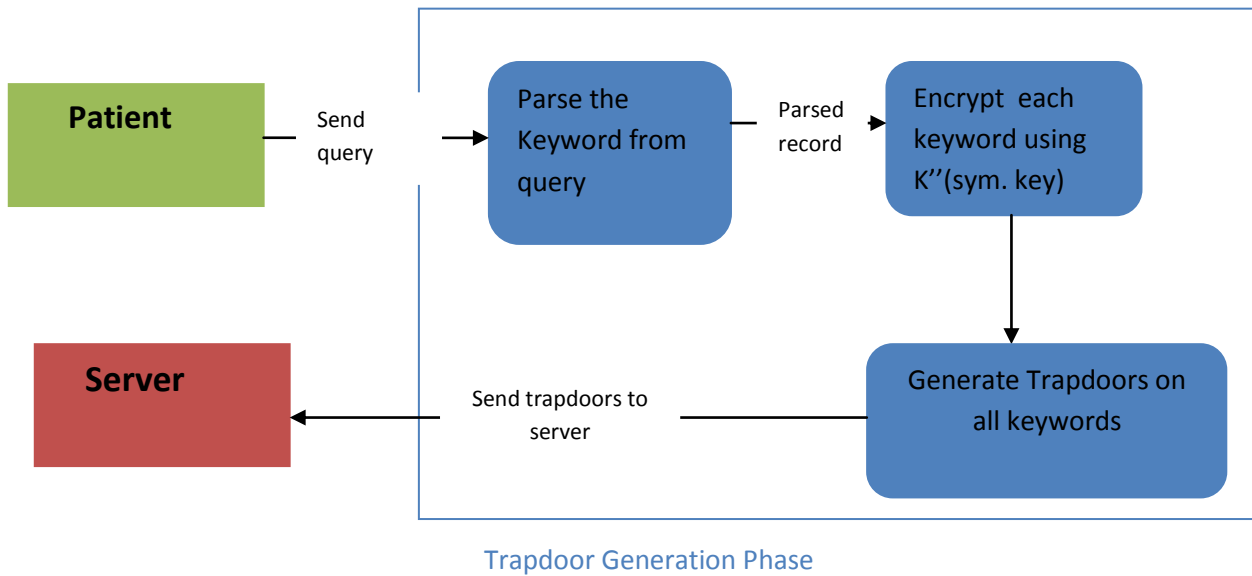 Patient
Send
query
Parse the
Keyword from
query
Parsed
record
Encrypt each
keyword using
K’’(sym. key)
Server
Send trapdoors to
server
Generate Trapdoors on
all keywords
Trapdoor Generation Phase